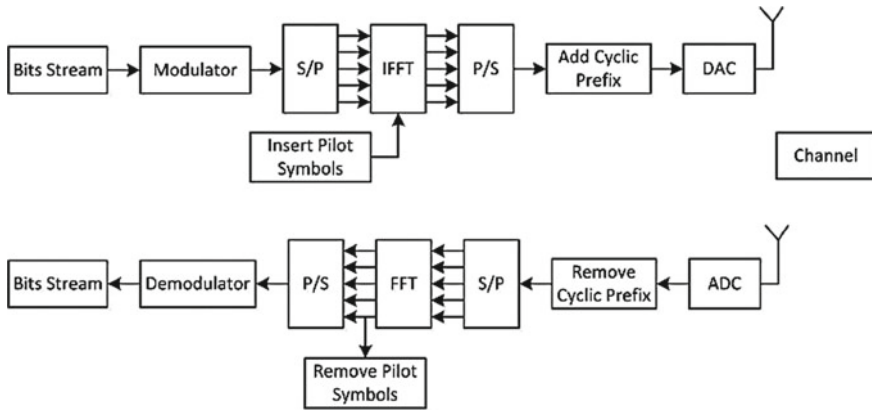 Bits Stream
Modulator
S/P
IFFT
P/S
Add Cyclic
Prefix
DAC
Insert Pilot
Symbols
Channel
Bits Stream
Demodulator
P/S
FFT
S/P
Remove
Cyclic Prefix
ADC
Remove Pilot
Symbols